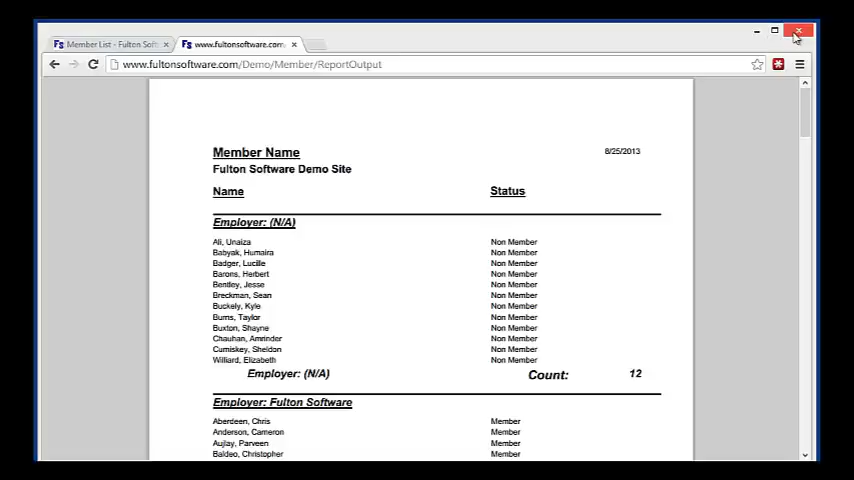 Member List - Fulton Soft
www.fultonsoftware.com
www.fultonsoftware.com/Demo/Member/ReportOutput
Member Name 8/25/2013
Fulton Software Demo Site
Name Status
Employer: (N/A)
Ali, Unaiza Non Member
Babyak, Humaira Non Member
Badger, Lucille Non Member
Barons, Herbert Non Member
Bentley, Jesse Non Member
Breckman, Sean Non Member
Buckely, Kyle Non Member
Burns, Taylor Non Member
Buxton, Shayne Non Member
Chauhan, Amrinder Non Member
Cumiskey, Sheldon Non Member
Williard, Elizabeth Non Member
Employer: (N/A) Count: 12
Employer: Fulton Software
Aberdeen, Chris Member
Anderson, Cameron Member
Aujlay, Parveen Member
Baldeo, Christopher Member